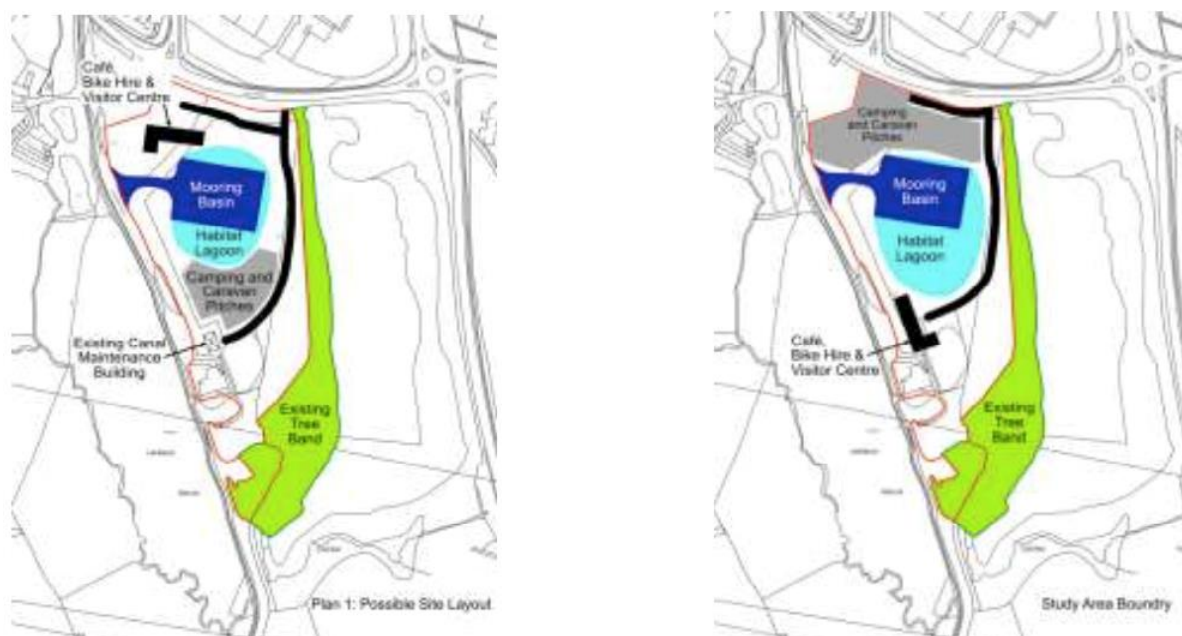 Café,
Bike Hire &
Visitor Centre
Mooring
Basin
Habitat
Lagoon
Camping and
Caravan
Pitches
Existing Canal
Maintenance
Building
Existing
Tree
Band
Plan 1: Possible Site Layout
Camping
and Caravan
Pitches
Mooring
Basin
Habitat
Lagoon
Café,
Bike Hire &
Visitor Centre
Existing
Tree
Band
Study Area Boundry